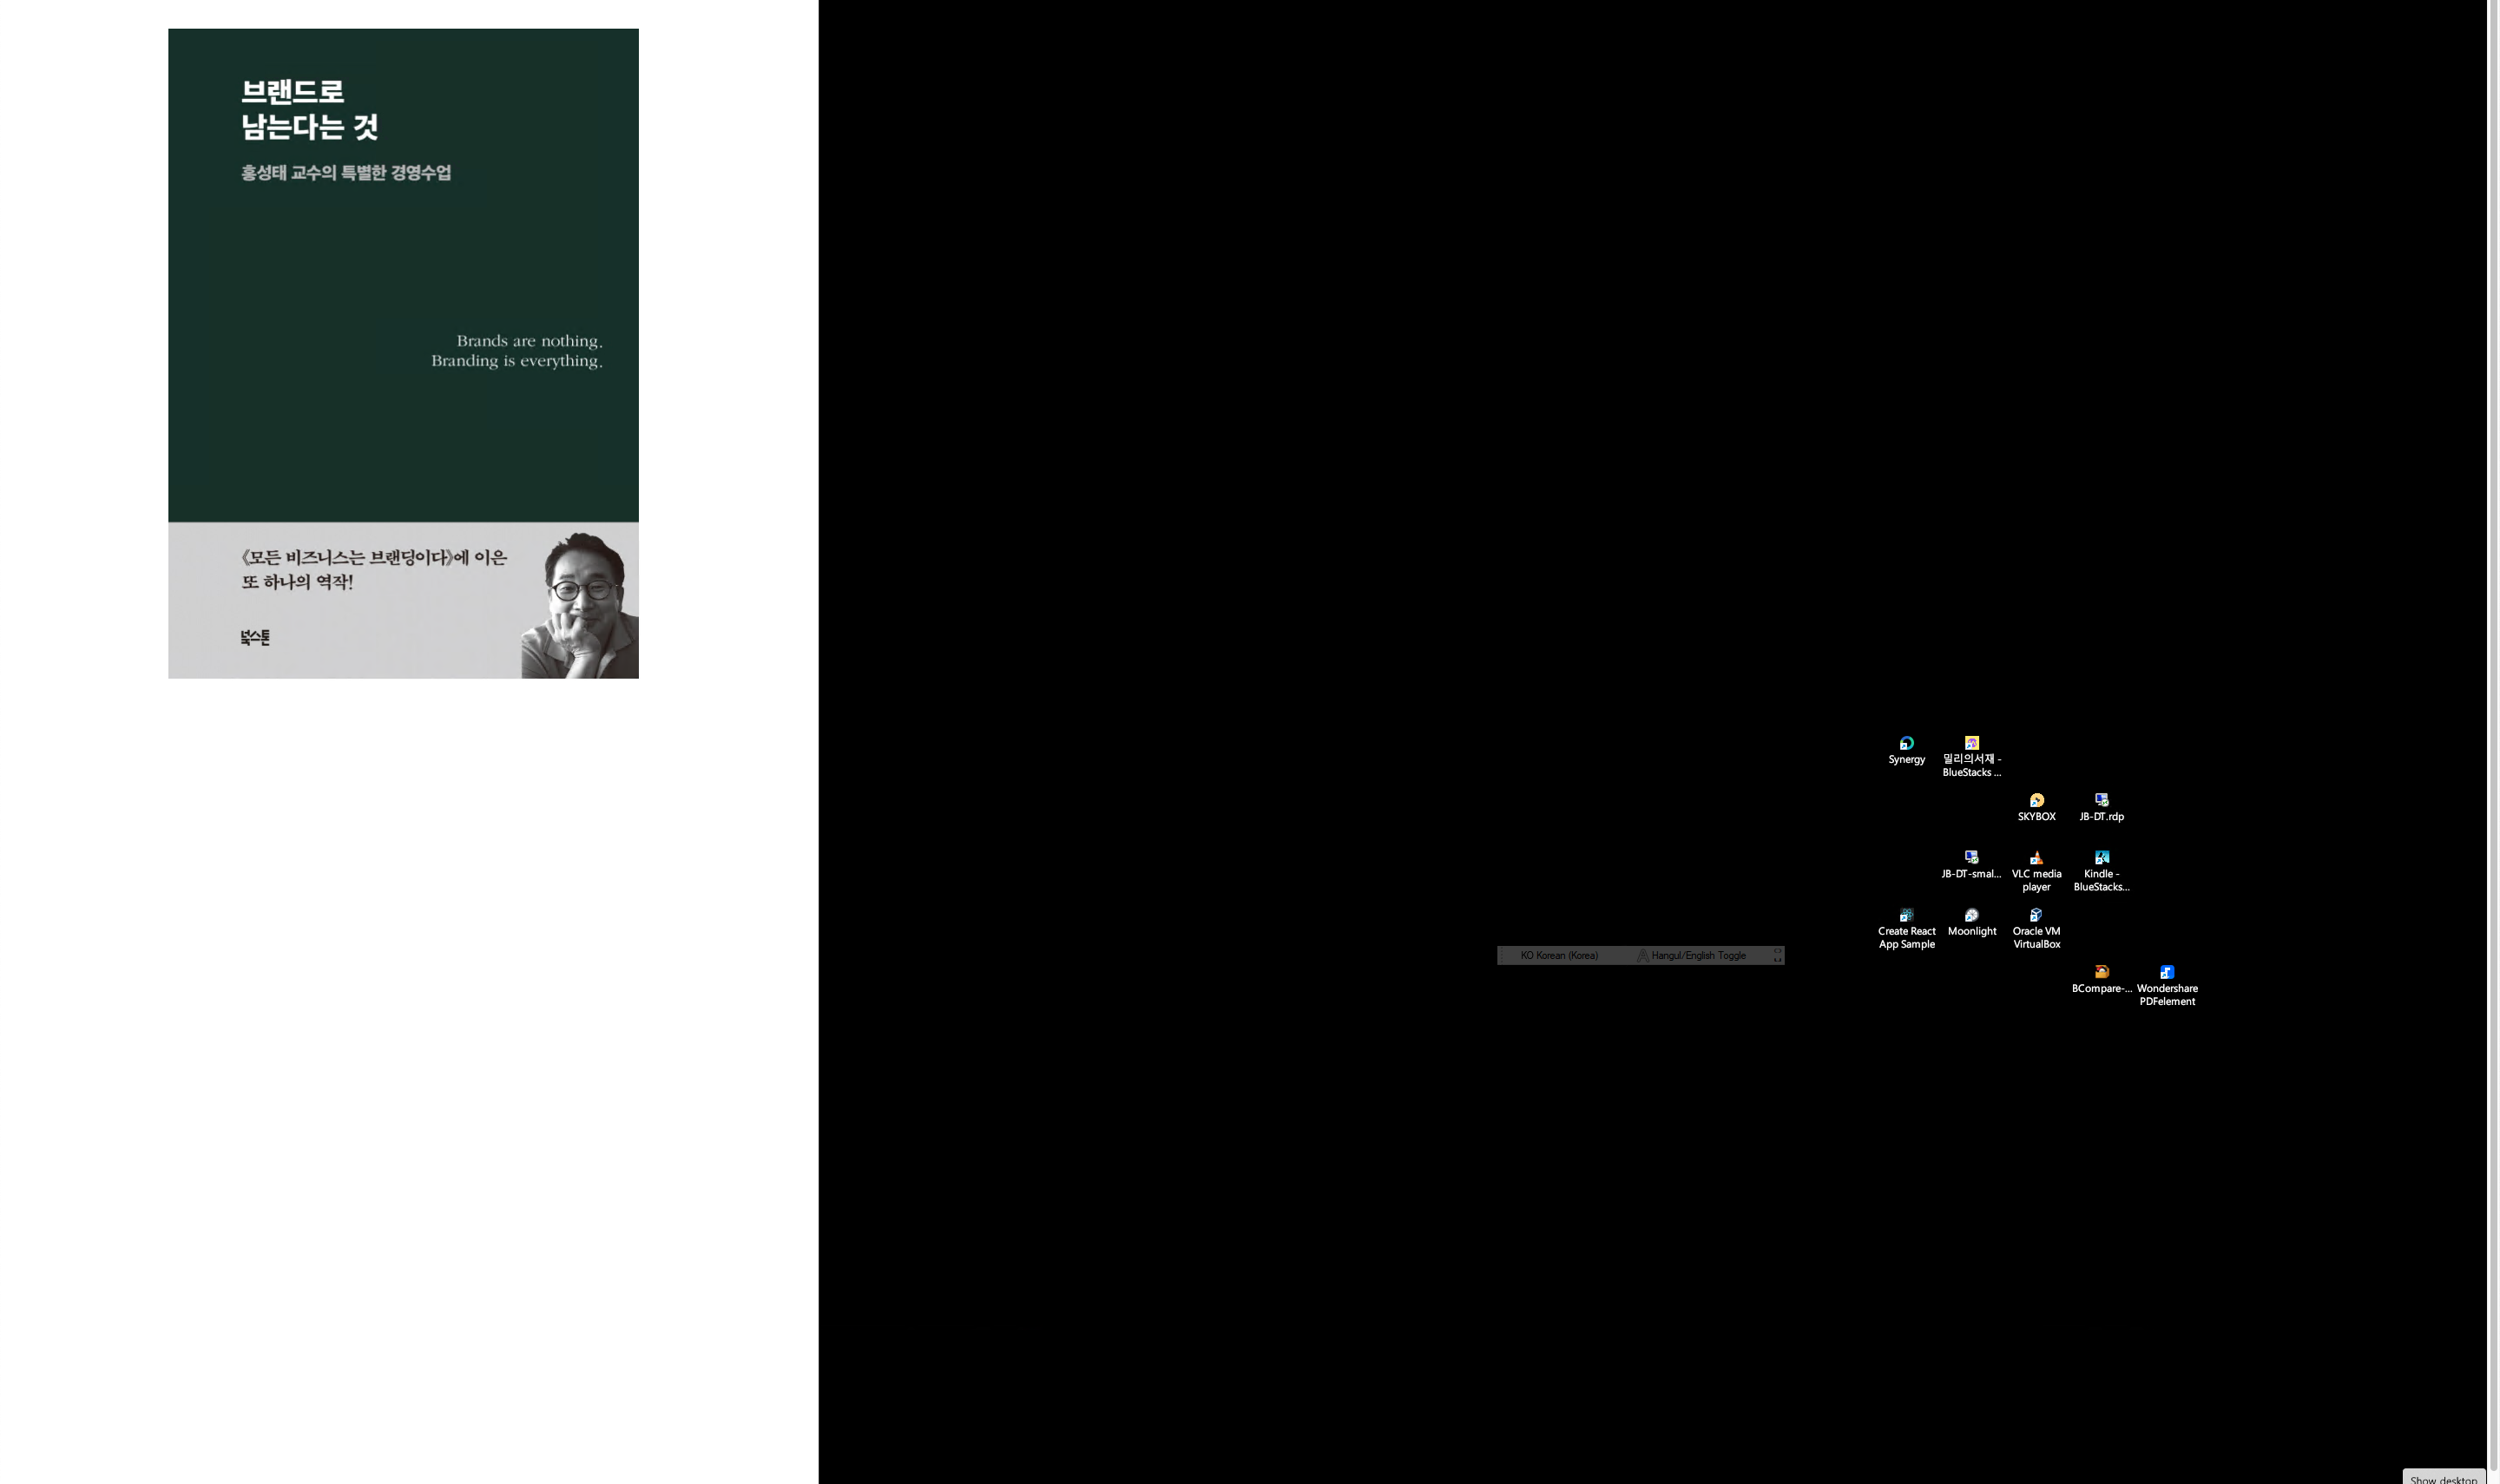 브랜드로
남는다는 것
홍성태 교수의 특별한 경영수업
Brands are nothing.
Branding is everything.
《모든 비즈니스는 브랜딩이다》에 이은
또 하나의 역작!
북스톤
Synergy
밀리의서재 -
BlueStacks ...
SKYBOX
JB-DT.rdp
JB-DT-smal...
VLC media
player
Kindle -
BlueStacks...
Create React
App Sample
Moonlight
Oracle VM
VirtualBox
KO Korean (Korea)
Hangul/English Toggle
BCompare-...
Wondershare
PDFelement
Show desktop